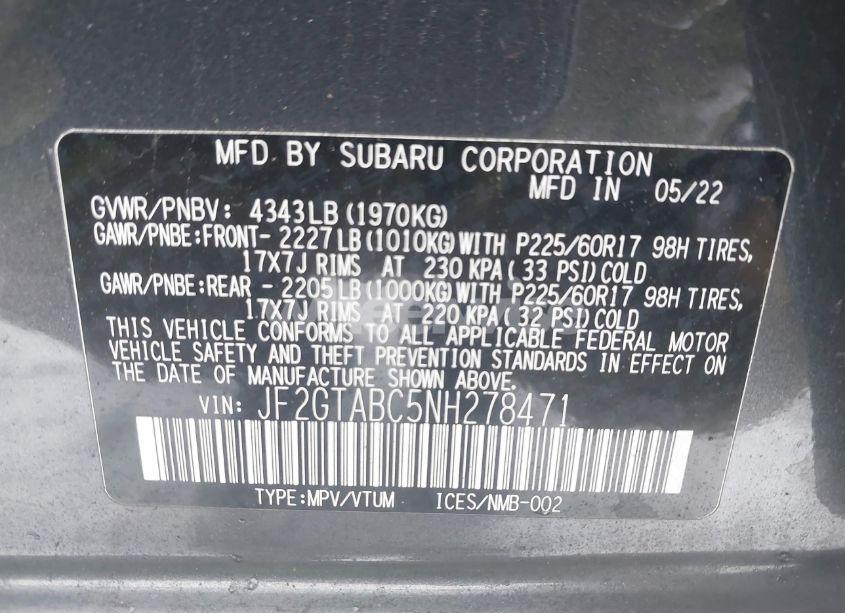 MFD BY SUBARU CORPORATION
MFD IN 05/22
GVWR/PNBV: 4343LB (1970KG)
GAWR/PNBE:FRONT- 2227LB (1010KG) WITH P225/60R17 98H TIRES,
17X7J RIMS AT 230 KPA ( 33 PSI) COLD
GAWR/PNBE:REAR - 2205LB (1000KG) WITH P225/60R17 98H TIRES,
17X7J RIMS AT 220 KPA ( 32 PSI) COLD
THIS VEHICLE CONFORMS TO ALL APPLICABLE FEDERAL MOTOR
VEHICLE SAFETY AND THEFT PREVENTION STANDARDS IN EFFECT ON
THE DATE OF MANUFACTURE SHOWN ABOVE.
VIN: JF2GTABC5NH278471
TYPE:MPV/VTUM ICES/NMB-002